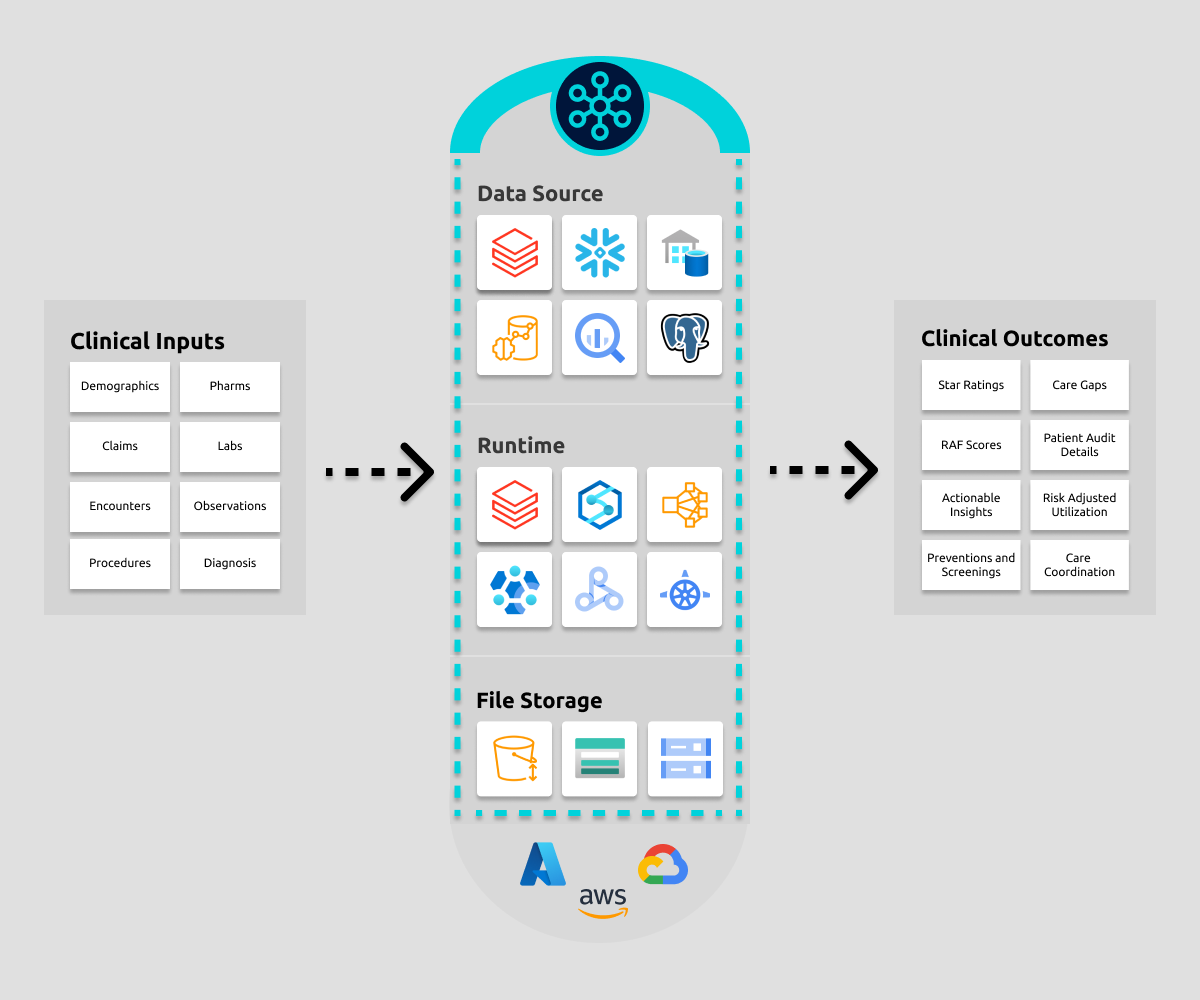 Clinical Inputs
Demographics
Pharms
Claims
Labs
Encounters
Observations
Procedures
Diagnosis
Data Source
Runtime
File Storage
aws
Clinical Outcomes
Star Ratings
Care Gaps
RAF Scores
Patient Audit
Details
Actionable
Insights
Risk Adjusted
Utilization
Preventions and
Screenings
Care
Coordination